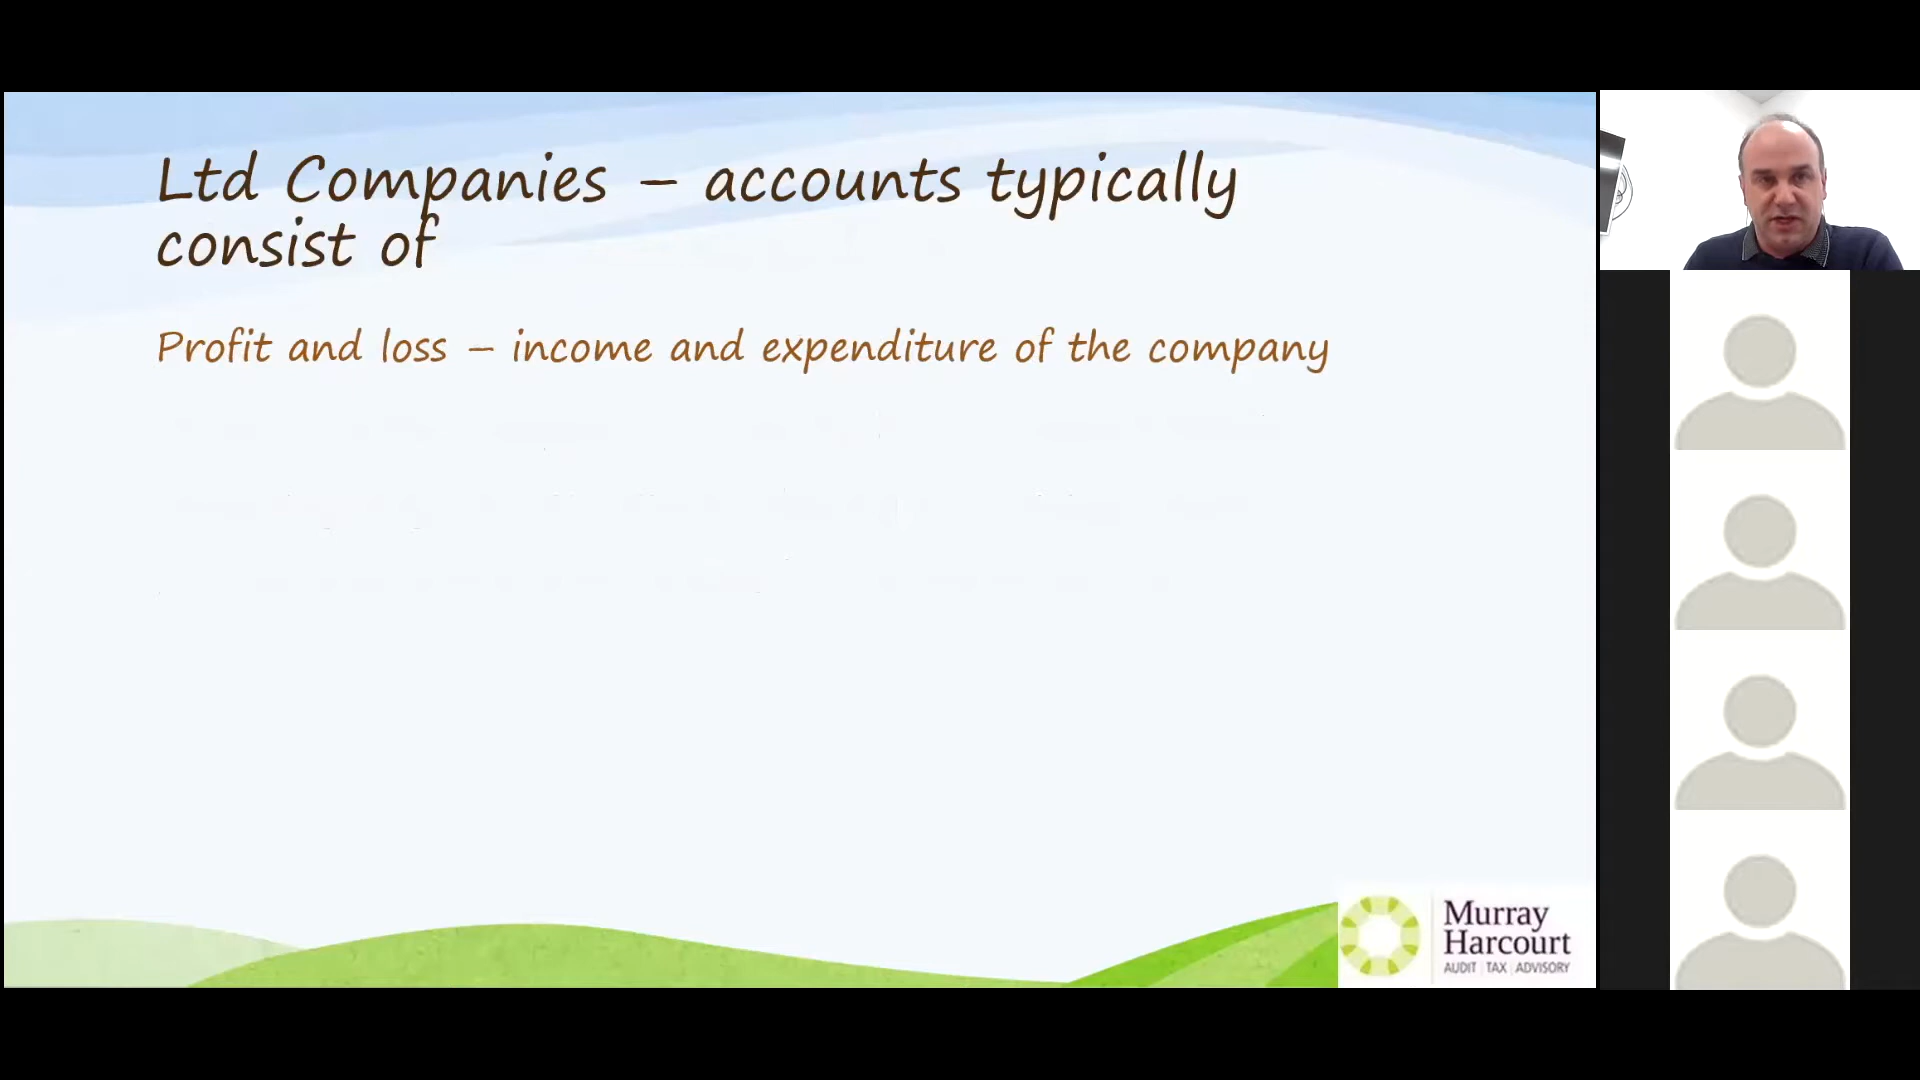 Ltd Companies – accounts typically
consist of
Profit and loss – income and expenditure of the company
Murray
Harcourt
AUDIT | TAX | ADVISORY